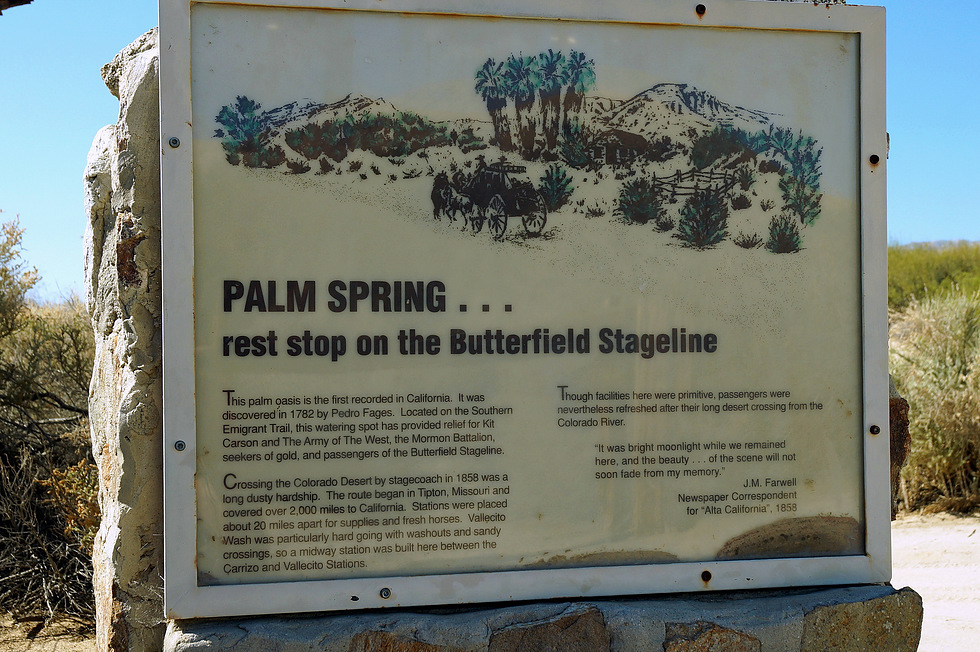 PALM SPRING . . .
rest stop on the Butterfield Stageline
This palm oasis is the first recorded in California. It was
discovered in 1782 by Pedro Fages. Located on the Southern
Emigrant Trail, this watering spot has provided relief for Kit
Carson and The Army of The West, the Mormon Battalion,
seekers of gold, and passengers of the Butterfield Stageline.
Crossing the Colorado Desert by stagecoach in 1858 was a
long dusty hardship. The route began in Tipton, Missouri and
covered over 2,000 miles to California. Stations were placed
about 20 miles apart for supplies and fresh horses. Vallecito
Wash was particularly hard going with washouts and sandy
crossings, so a midway station was built here between the
Carrizo and Vallecito Stations.
Though facilities here were primitive, passengers were
nevertheless refreshed after their long desert crossing from the
Colorado River.
"It was bright moonlight while we remained
here, and the beauty . . . of the scene will not
soon fade from my memory."
J.M. Farwell
Newspaper Correspondent
for "Alta California", 1858